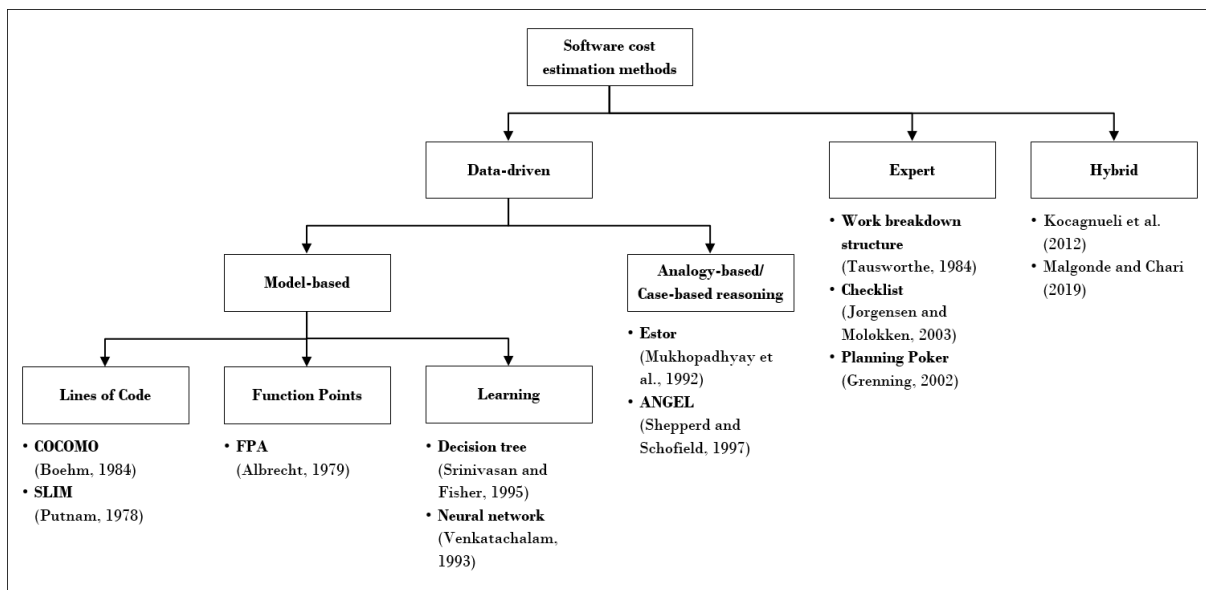 Software cost
estimation methods
Data-driven
Expert
Hybrid
• Work breakdown
structure
(Tausworthe, 1984)
• Checklist
(Jørgensen and
Molokken, 2003)
• Planning Poker
(Grenning, 2002)
• Kocagnueli et al.
(2012)
• Malgonde and Chari
(2019)
Model-based
Analogy-based/
Case-based reasoning
• Estor
(Mukhopadhyay et
al., 1992)
• ANGEL
(Shepperd and
Schofield, 1997)
Lines of Code
Function Points
Learning
• COCOMO
(Boehm, 1984)
• SLIM
(Putnam, 1978)
• FPA
(Albrecht, 1979)
• Decision tree
(Srinivasan and
Fisher, 1995)
• Neural network
(Venkatachalam,
1993)